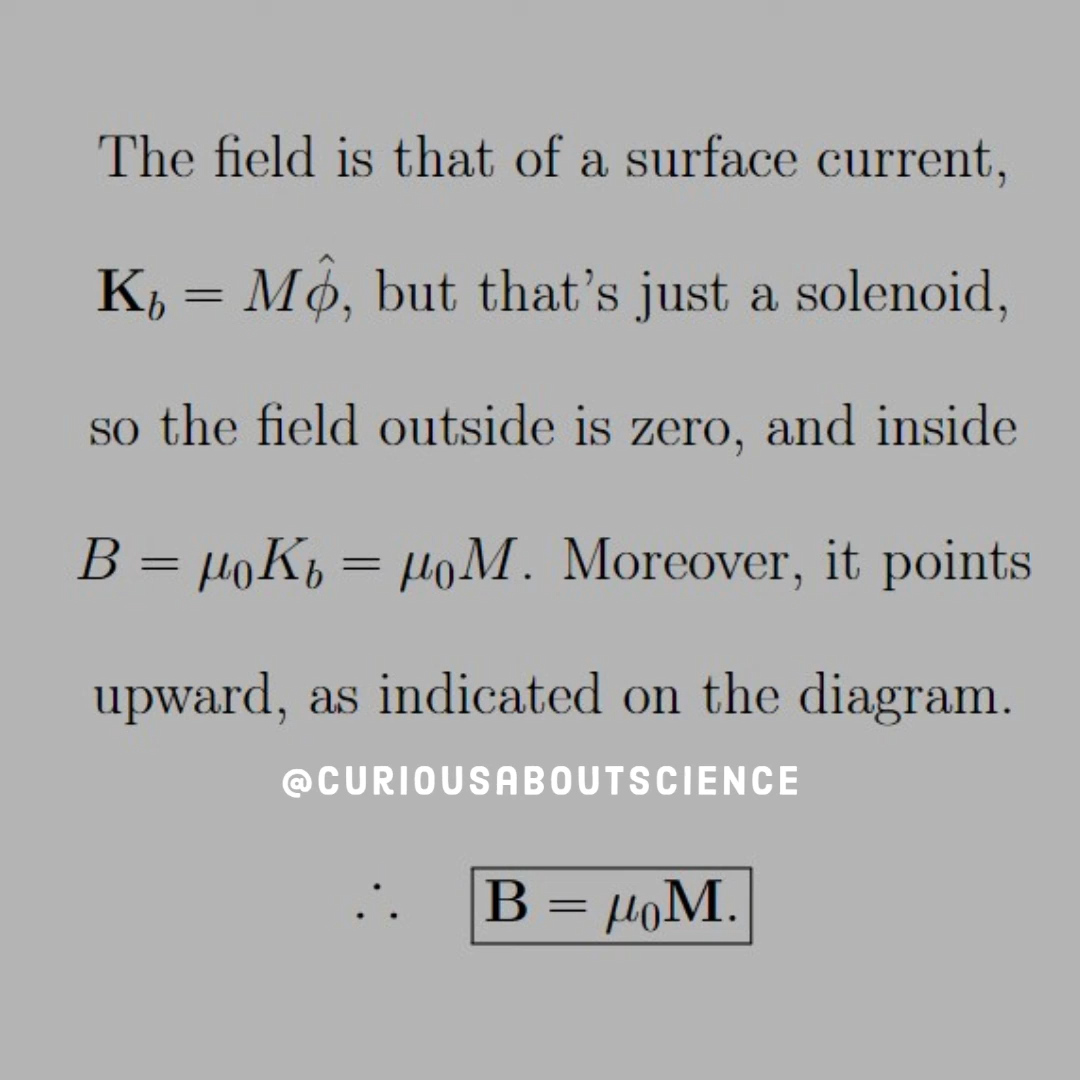 The field is that of a surface current,
𝐊_b = Mϕ̂, but that's just a solenoid,
so the field outside is zero, and inside
B = μ₀K_b = μ₀M. Moreover, it points
upward, as indicated on the diagram.
@CURIOUSABOUTSCIENCE
∴ 𝐁 = μ₀𝐌.